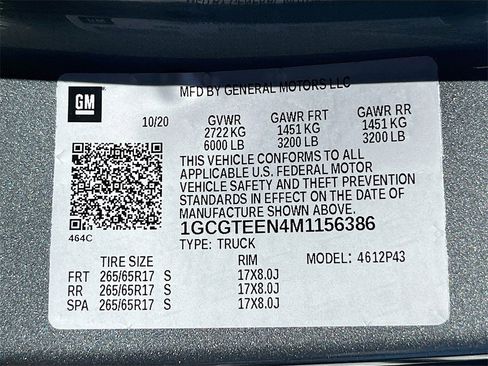 MFD BY GENERAL MOTORS LLC
GM
10/20
GVWR GAWR FRT GAWR RR
2722 KG 1451 KG 1451 KG
6000 LB 3200 LB 3200 LB
THIS VEHICLE CONFORMS TO ALL
APPLICABLE U.S. FEDERAL MOTOR
VEHICLE SAFETY AND THEFT PREVENTION
STANDARDS IN EFFECT ON THE DATE OF
MANUFACTURE SHOWN ABOVE.
464C
1GCGTEEN4M1156386
TYPE: TRUCK
TIRE SIZE RIM MODEL: 4612P43
FRT 265/65R17 S 17X8.0J
RR 265/65R17 S 17X8.0J
SPA 265/65R17 S 17X8.0J